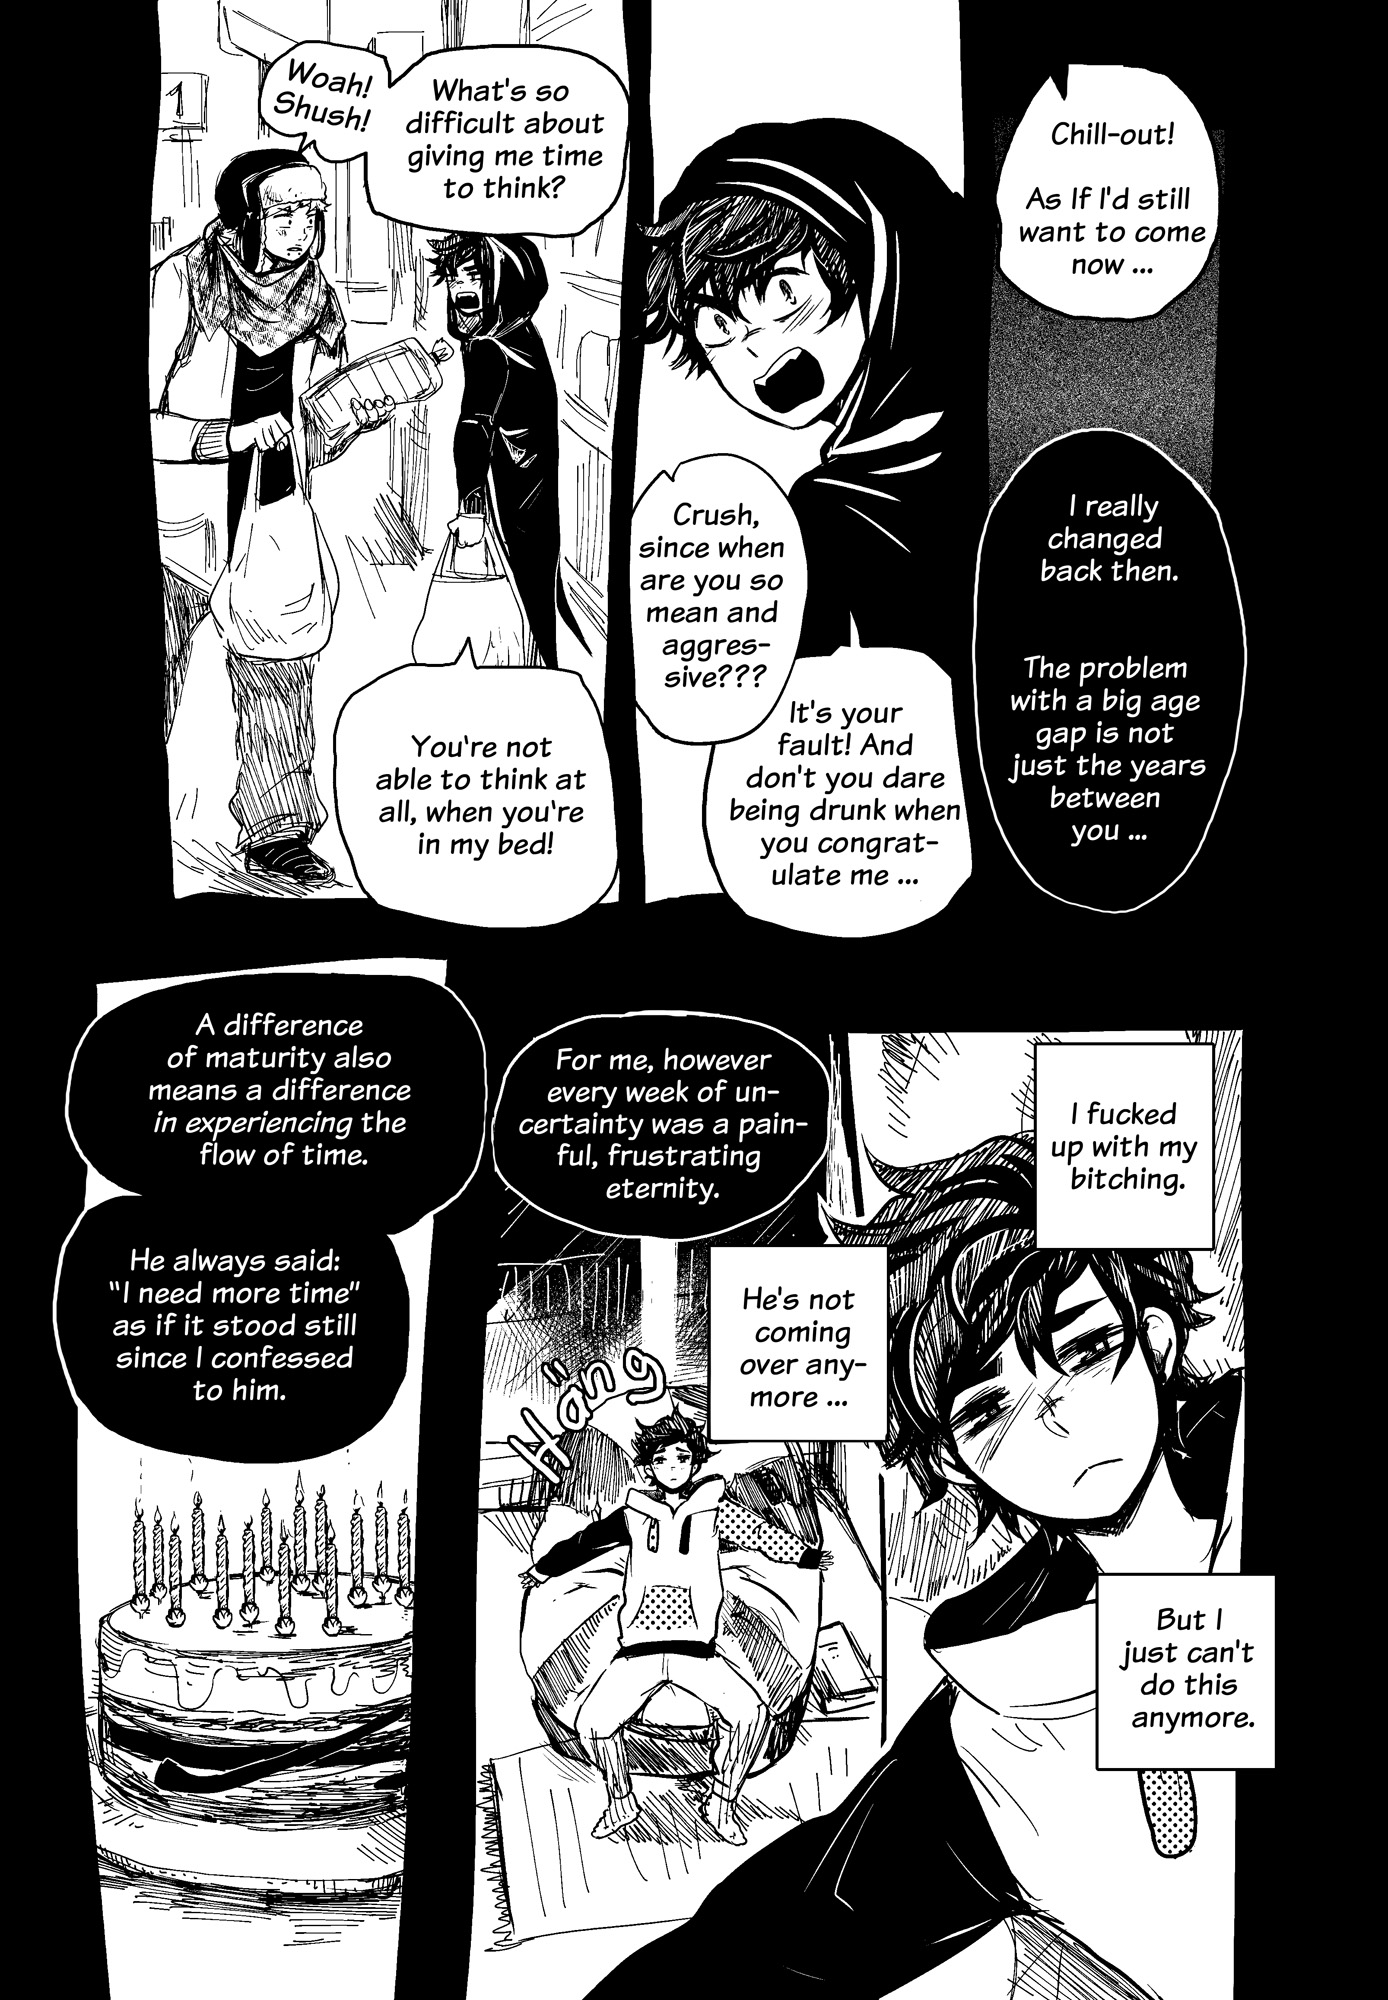 1
Woah!
Shush!
What's so
difficult about
giving me time
to think?
You're not
able to think at
all, when you're
in my bed!
Crush,
since when
are you so
mean and
aggres-
sive???
It's your
fault! And
don't you dare
being drunk when
you congrat-
ulate me ...
Chill-out!
As If I'd still
want to come
now ...
I really
changed
back then.
The problem
with a big age
gap is not
just the years
between
you ...
A difference
of maturity also
means a difference
in experiencing the
flow of time.
He always said:
"I need more time"
as if it stood still
since I confessed
to him.
For me, however
every week of un-
certainty was a pain-
ful, frustrating
eternity.
Häng
He's not
coming
over any-
more ...
I fucked
up with my
bitching.
But I
just can't
do this
anymore.